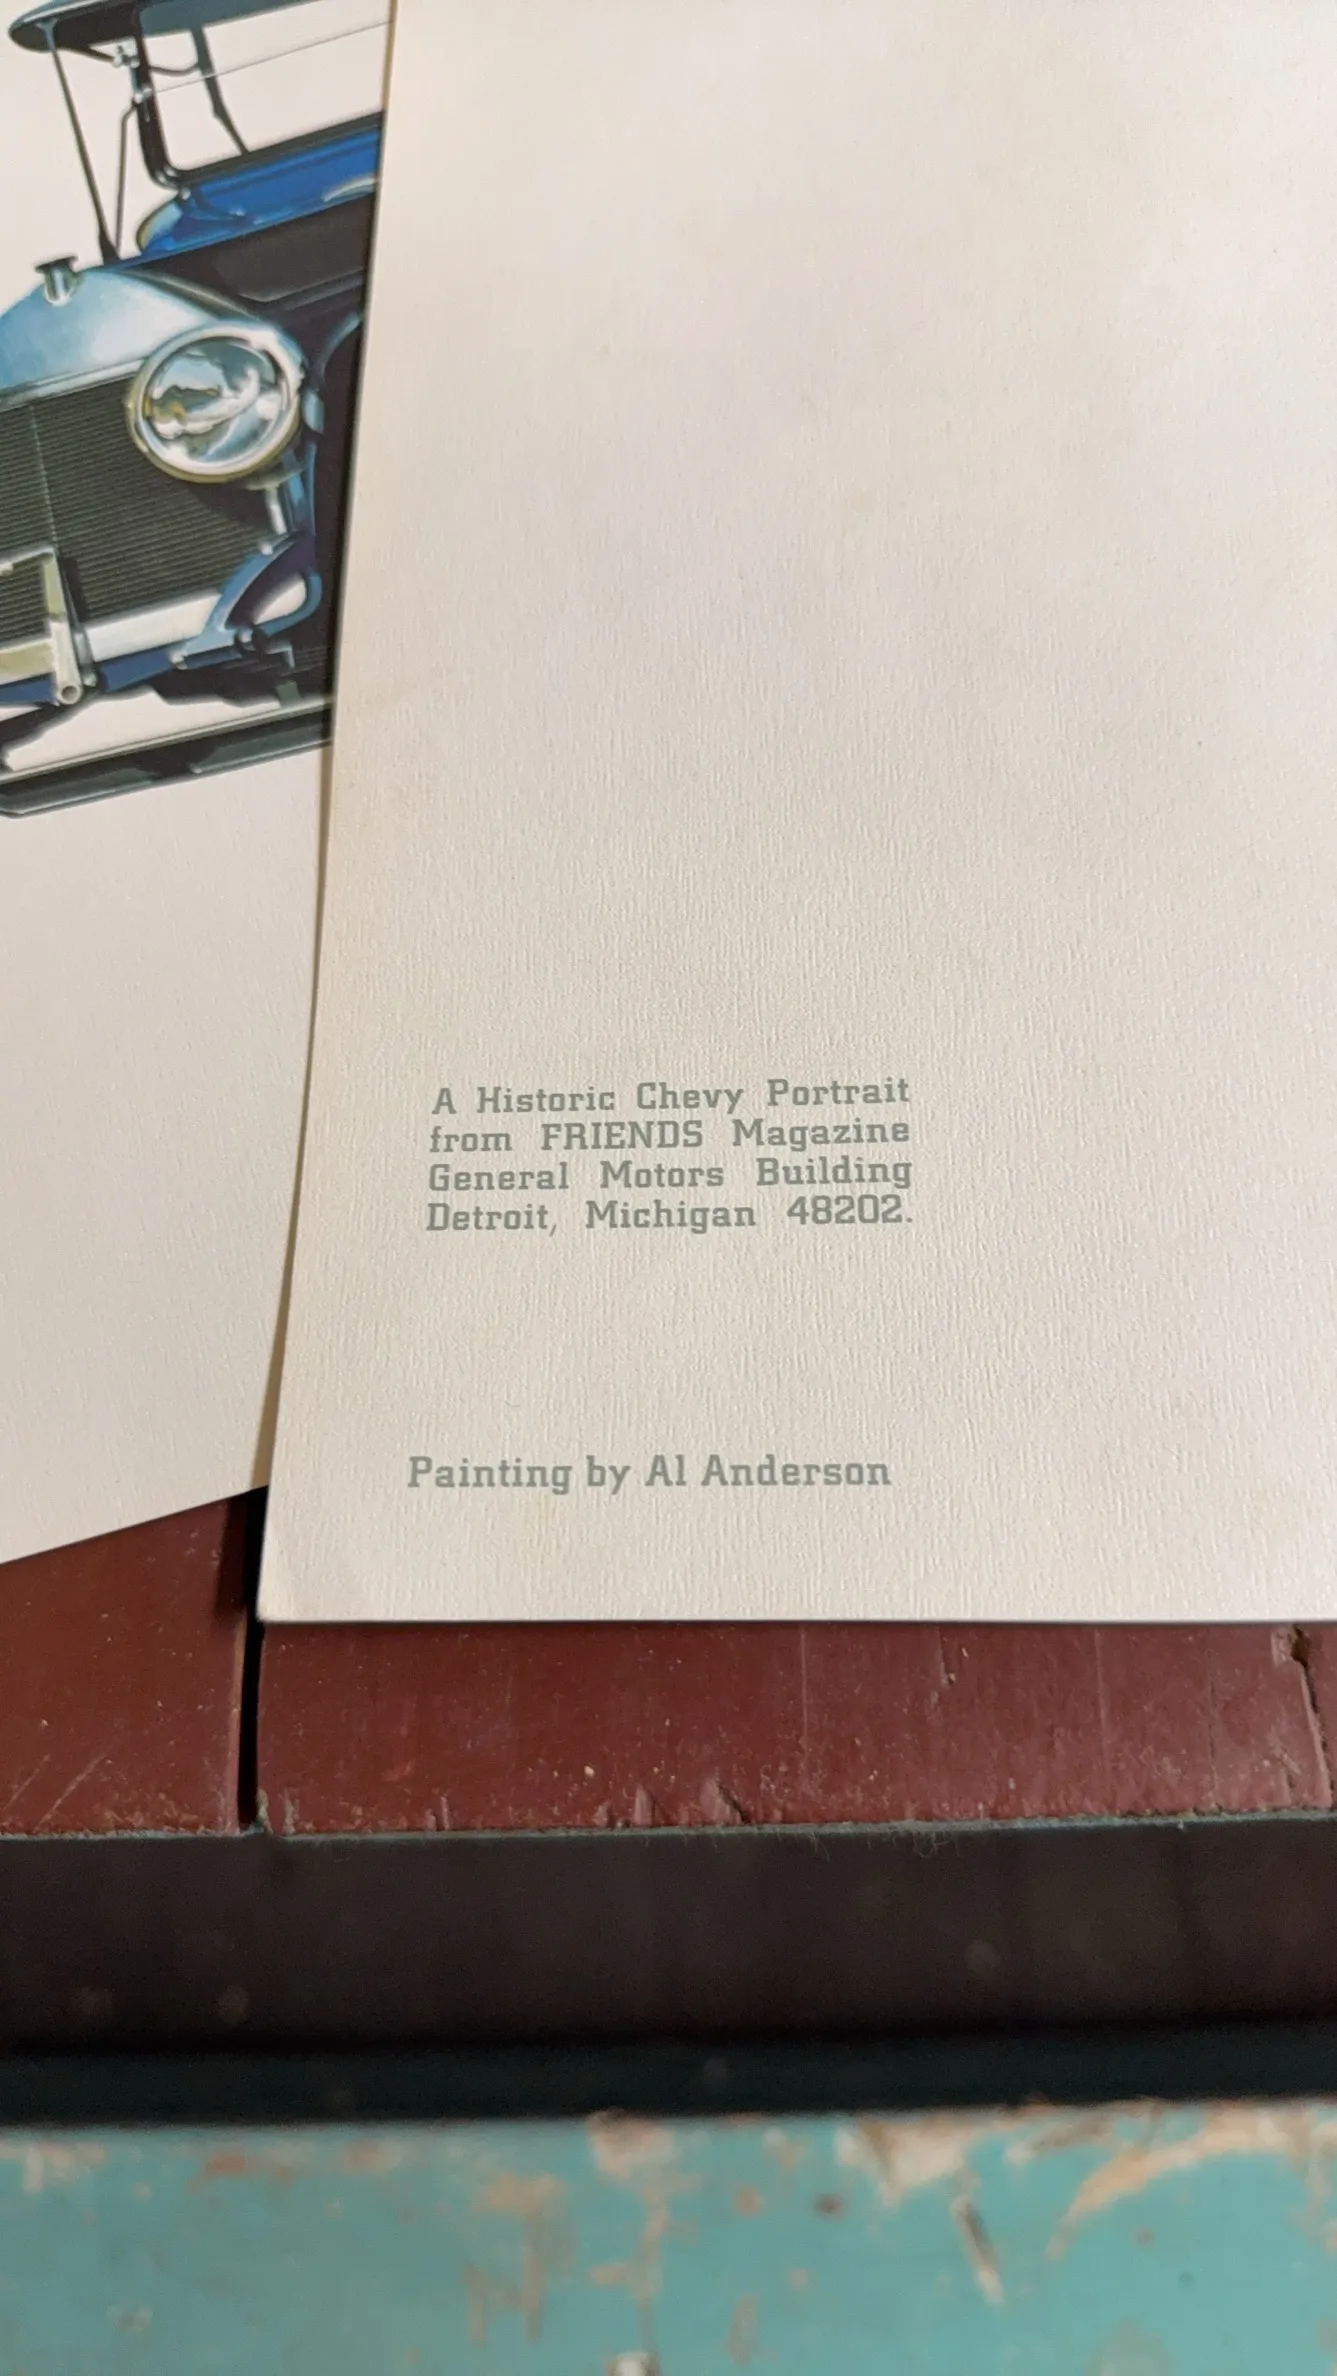 A Historic Chevy Portrait
from FRIENDS Magazine
General Motors Building
Detroit, Michigan 48202.
Painting by Al Anderson